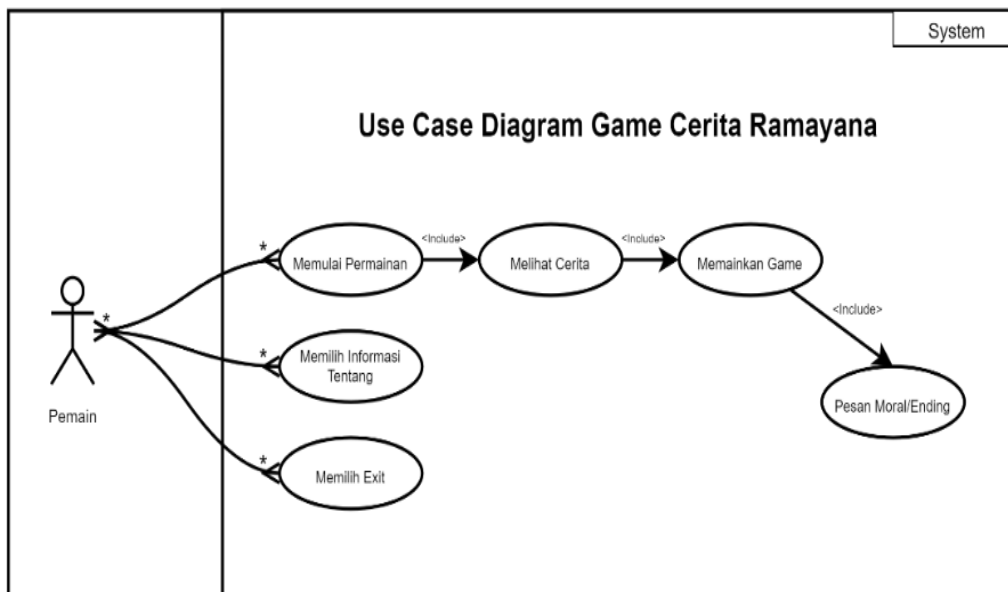 System
Use Case Diagram Game Cerita Ramayana
*
<Include>
<Include>
Memulai Permainan
Melihat Cerita
Memainkan Game
<Include>
*
*
Memilih Informasi
Tentang
Pesan Moral/Ending
Pemain
*
Memilih Exit